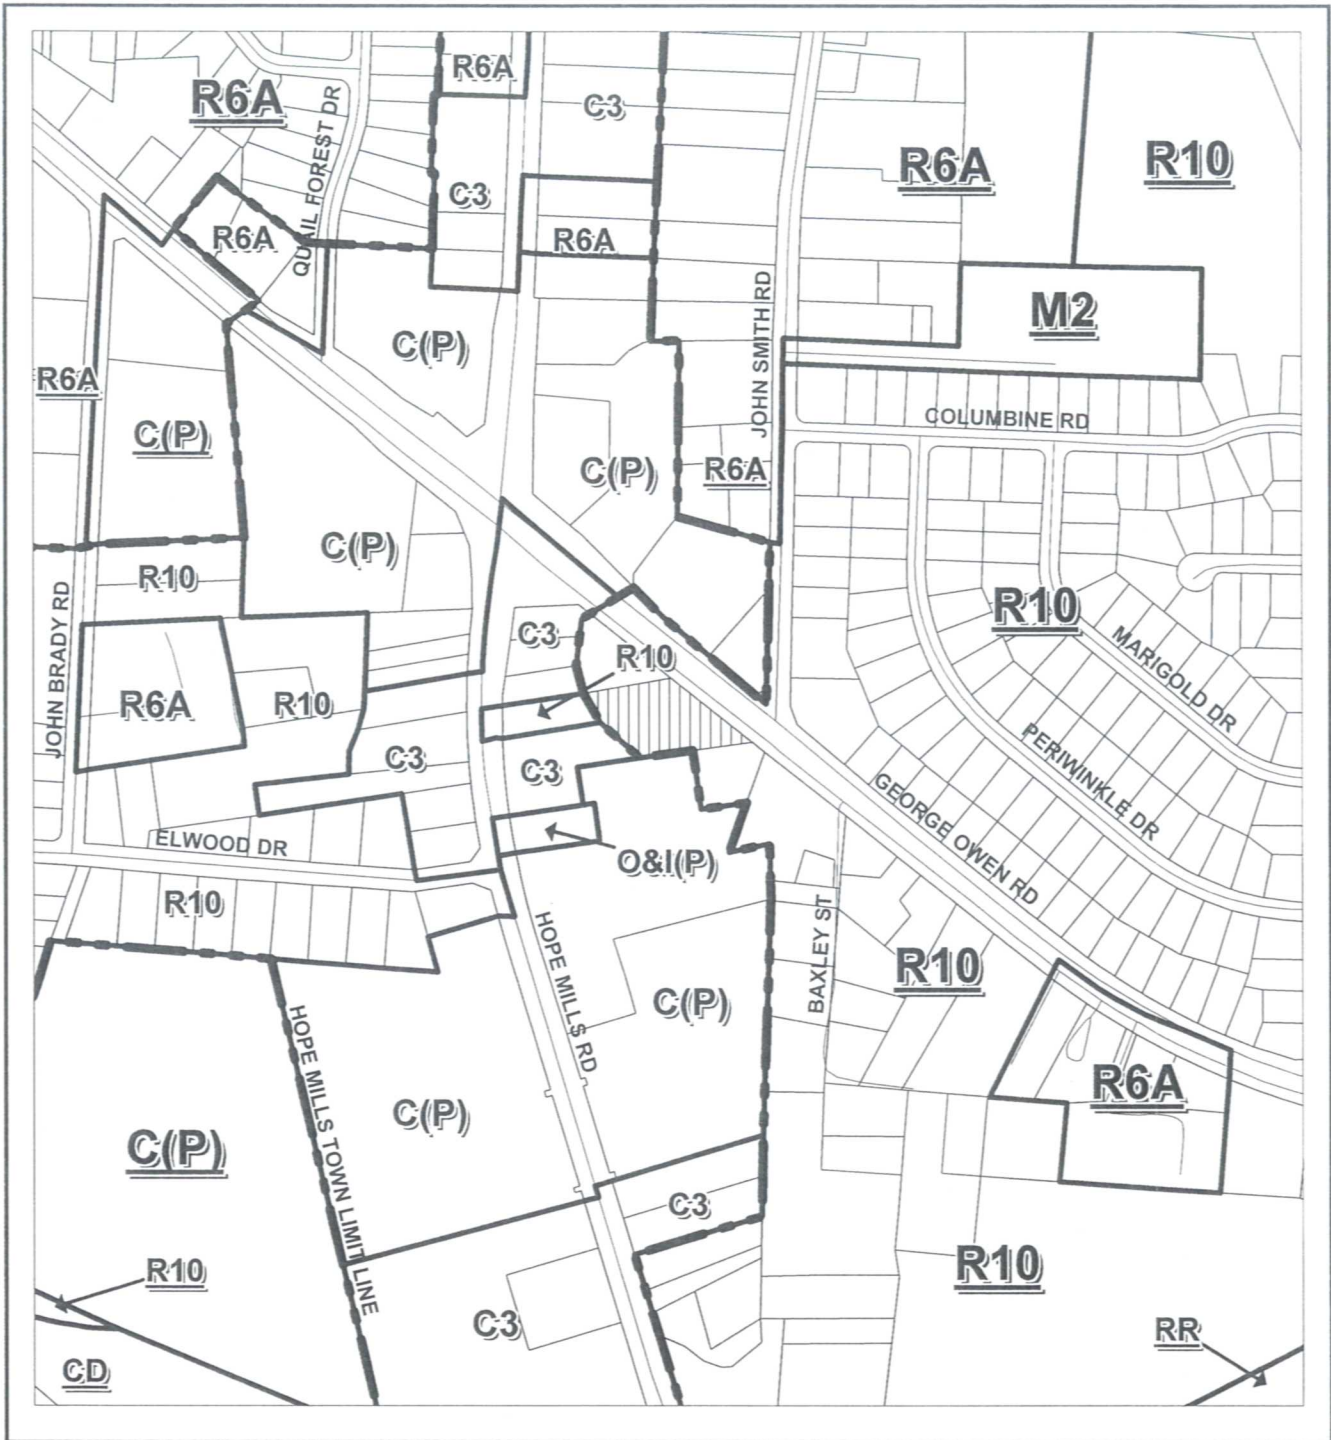 R6A
C3
R6A
QUAIL FOREST DR
R6A
R10
C3
R6A
R6A
M2
C(P)
JOHN SMITH RD
R6A
COLUMBINE RD
C(P)
C(P)
R6A
C(P)
R10
JOHN BRADY RD
R10
C3
R10
MARIGOLD DR
R6A
R10
C3
C3
PERIWINKLE DR
GEORGE OWEN RD
ELWOOD DR
O&I(P)
R10
HOPE MILLS RD
BAXLEY ST
R10
C(P)
HOPE MILLS TOWN LIMIT LINE
R6A
C(P)
C(P)
C3
R10
R10
C3
RR
CD